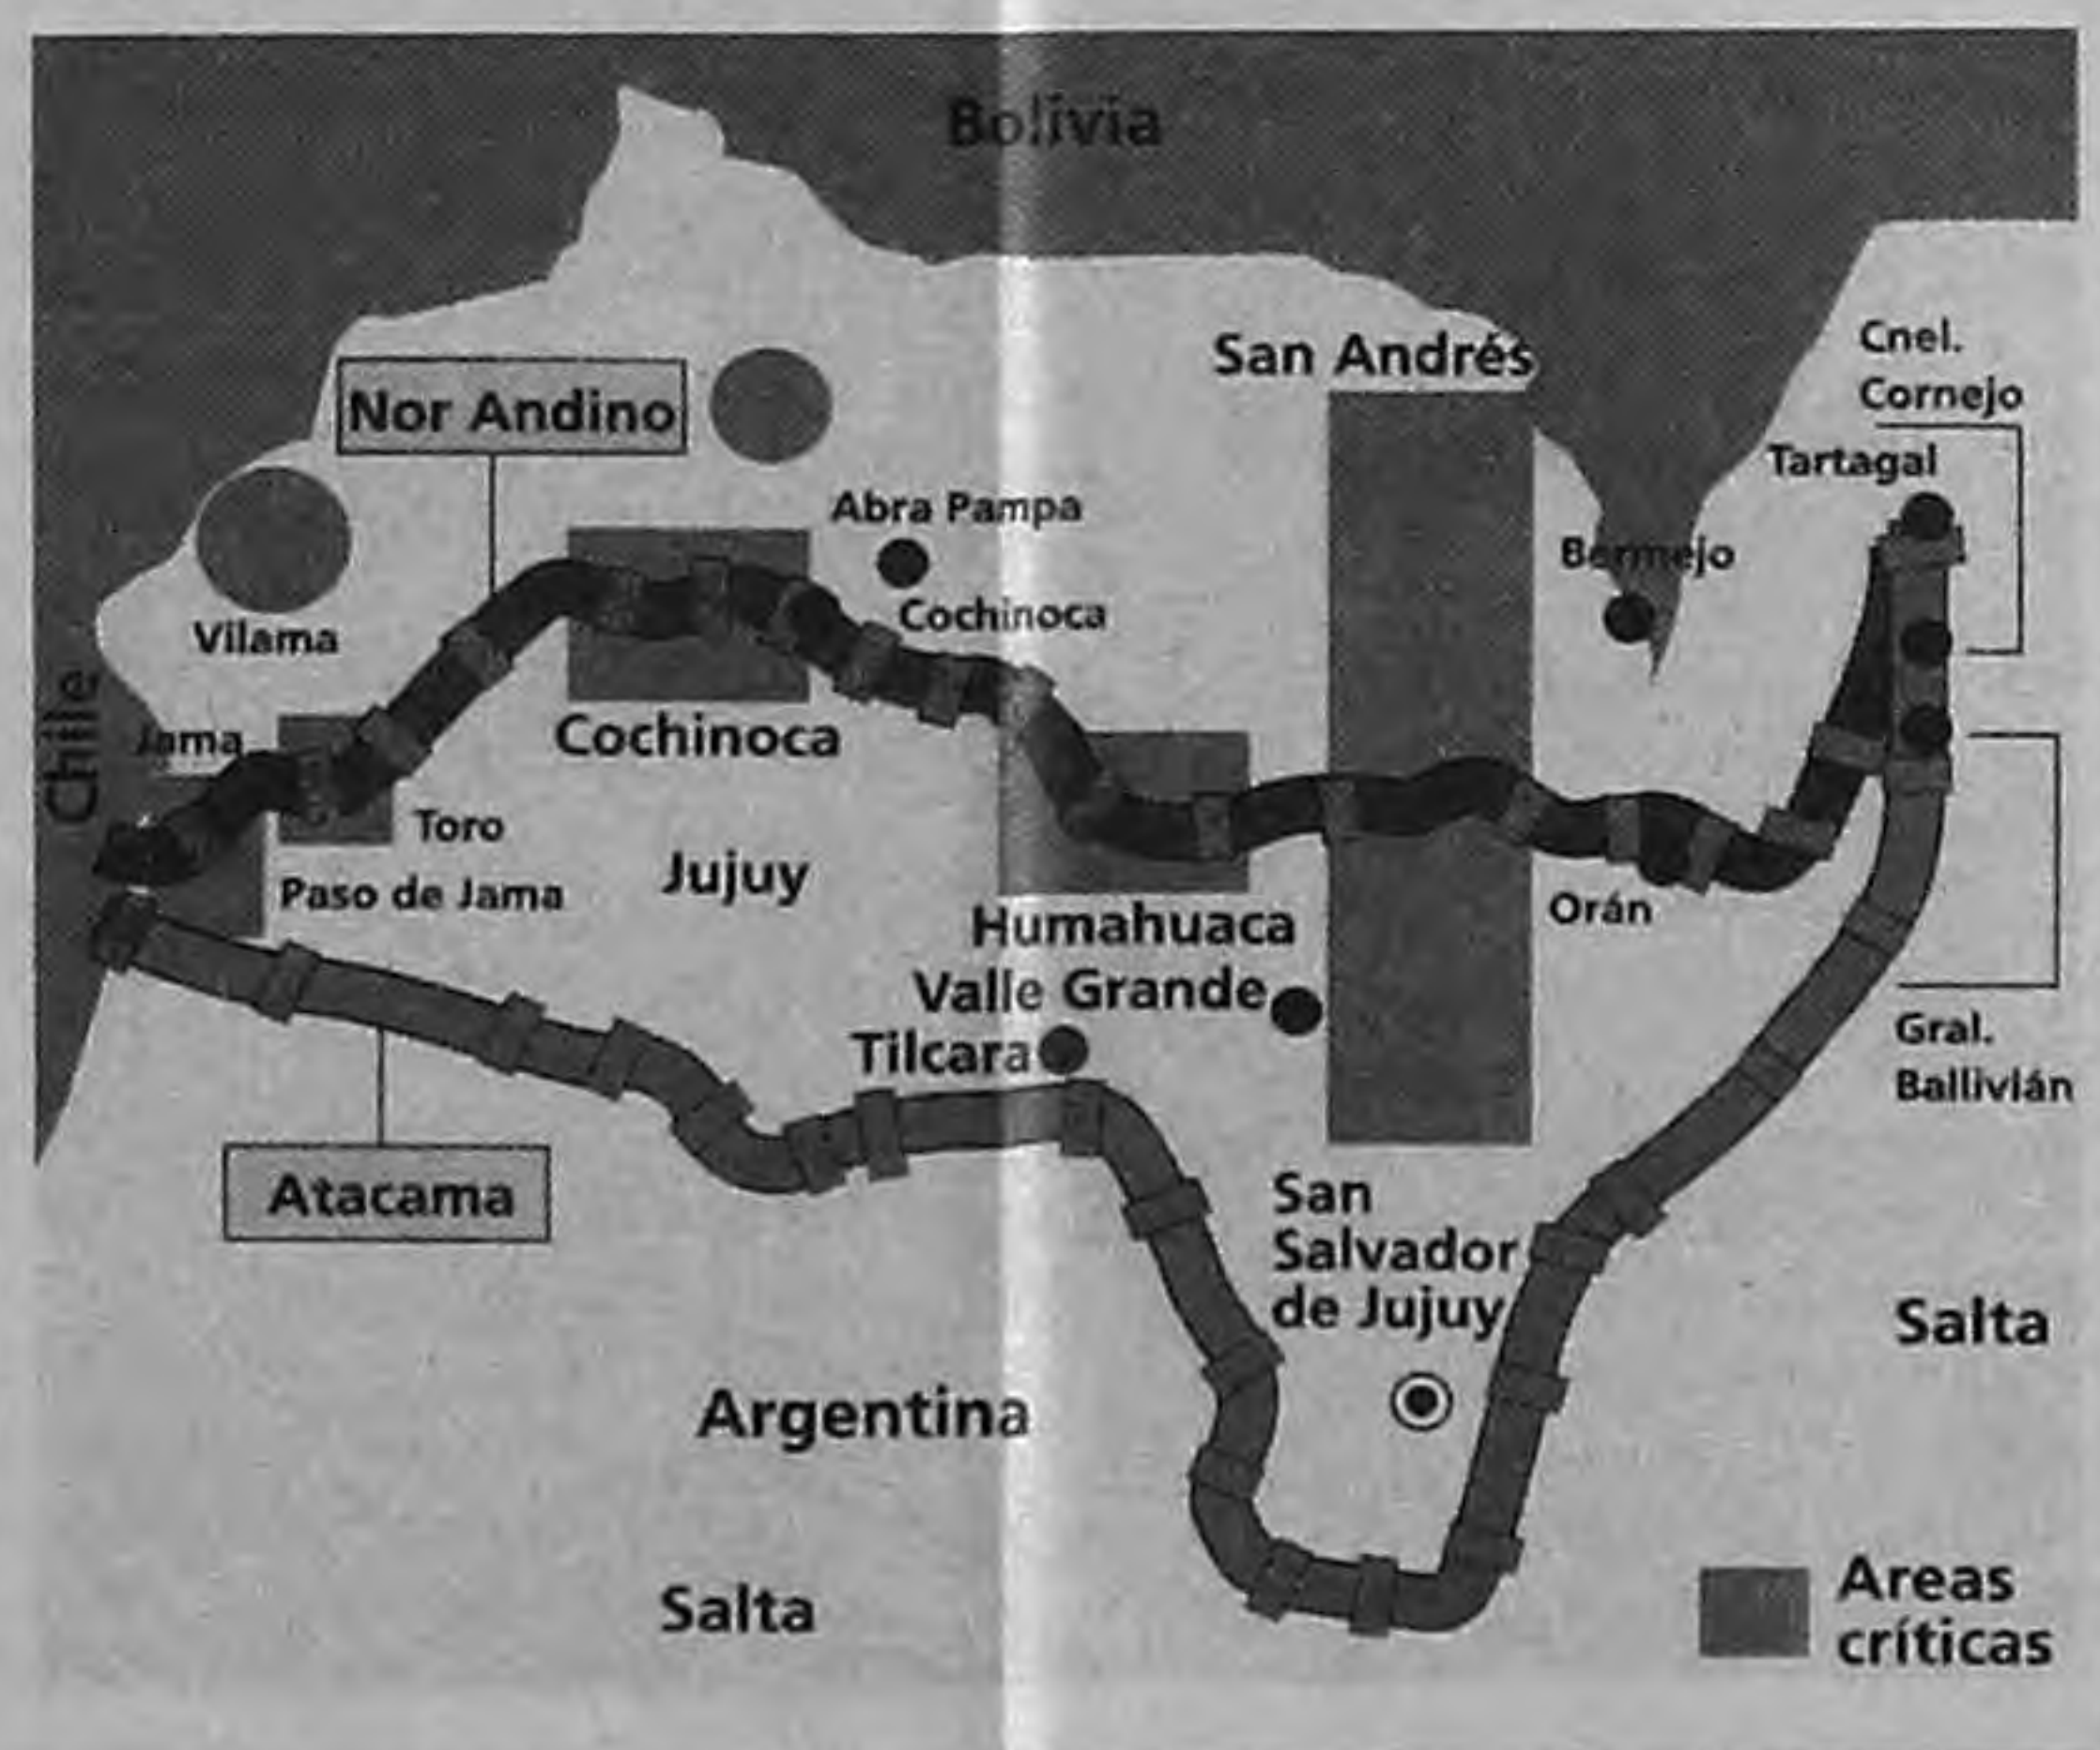 Bolivia
Cnel.
Cornejo
San Andrés
Nor Andino
Tartagal
Abra Pampa
Bermejo
Cochinoca
Vilama
Chile
Jama
Cochinoca
Toro
Jujuy
Paso de Jama
Orán
Humahuaca
Valle Grande
Tilcara
Gral.
Ballivián
Atacama
San
Salvador
de Jujuy
Salta
Argentina
Salta
Areas
críticas